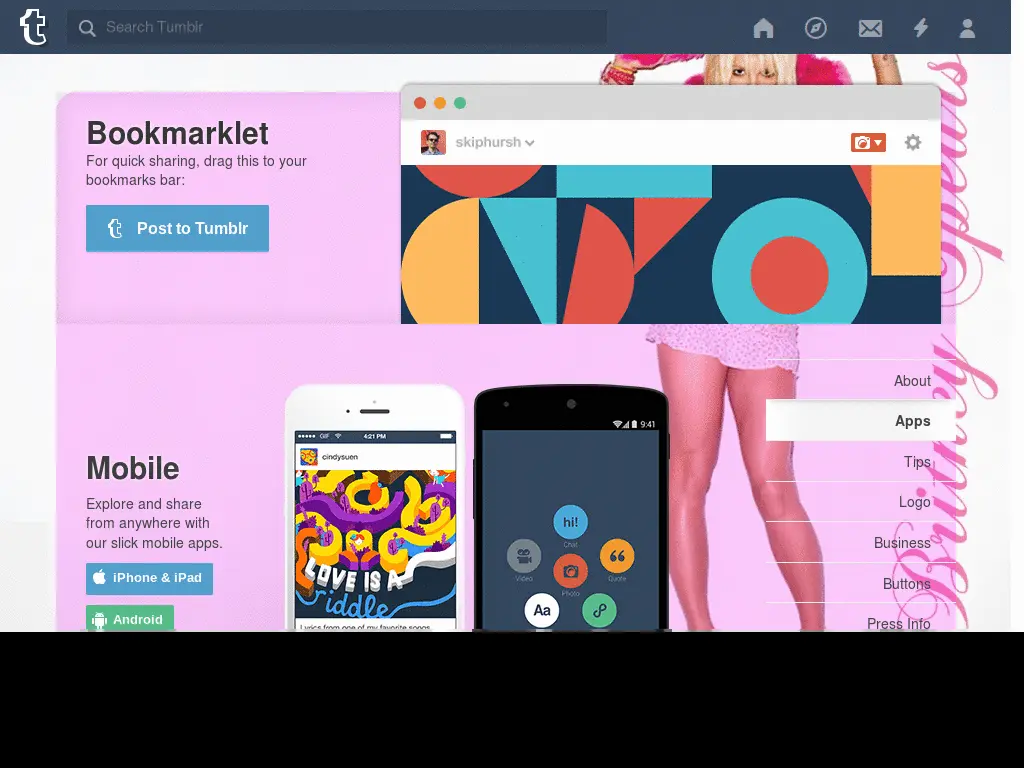 t Search Tumblr
Bookmarklet
For quick sharing, drag this to your
bookmarks bar:
Post to Tumblr
skiphursh
Britney Spears
Mobile
Explore and share
from anywhere with
our slick mobile apps.
iPhone & iPad
Android
GIF 4:21 PM
cindysuen
LOVE IS A
riddle
Lyrics from one of my favorite songs
9:41
hi!
Chat
Video
Photo
Quote
Aa
About
Apps
Tips
Logo
Business
Buttons
Press Info